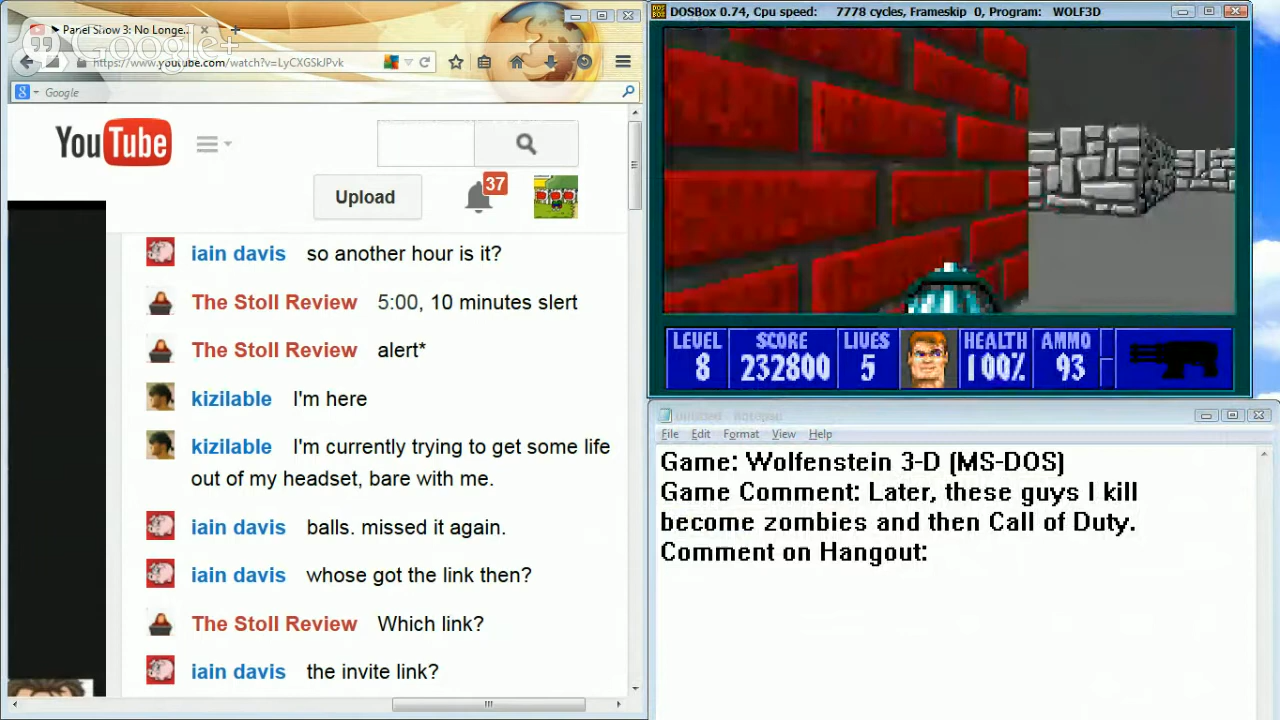 Panel Show 3: No Longe...
Google+
https://www.youtube.com/watch?v=LyCXGSkJPvk
Google
YouTube
Upload
37
iain davis so another hour is it?
The Stoll Review 5:00, 10 minutes slert
The Stoll Review alert*
kizilable I'm here
kizilable I'm currently trying to get some life
out of my headset, bare with me.
iain davis balls. missed it again.
iain davis whose got the link then?
The Stoll Review Which link?
iain davis the invite link?
DOSBox 0.74, Cpu speed: 7778 cycles, Frameskip 0, Program: WOLF3D
LEVEL SCORE LIVES HEALTH AMMO
8 232800 5 100% 93
Untitled - Notepad
File Edit Format View Help
Game: Wolfenstein 3-D (MS-DOS)
Game Comment: Later, these guys I kill
become zombies and then Call of Duty.
Comment on Hangout: